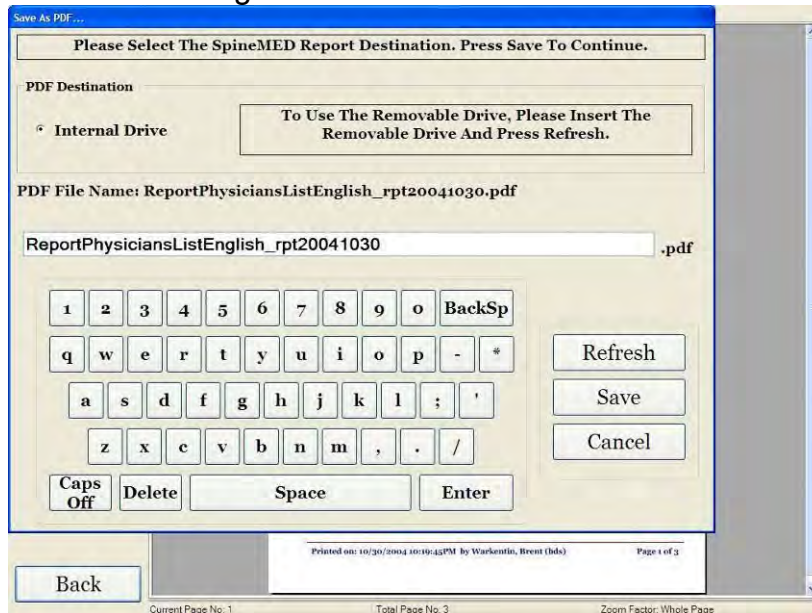 Save As PDF...
Please Select The SpineMED Report Destination. Press Save To Continue.
PDF Destination
Internal Drive
To Use The Removable Drive, Please Insert The
Removable Drive And Press Refresh.
PDF File Name: ReportPhysiciansListEnglish_rpt20041030.pdf
ReportPhysiciansListEnglish_rpt20041030 .pdf
1 2 3 4 5 6 7 8 9 0 BackSp
q w e r t y u i o p - *
Refresh
a s d f g h j k l ; '
Save
z x c v b n m , . /
Cancel
Caps
Off Delete Space Enter
Printed on: 10/30/2004 10:19:45PM by Warkentin, Brent (hds) Page 1 of 3
Back
Current Page No: 1 Total Page No: 3 Zoom Factor: Whole Page